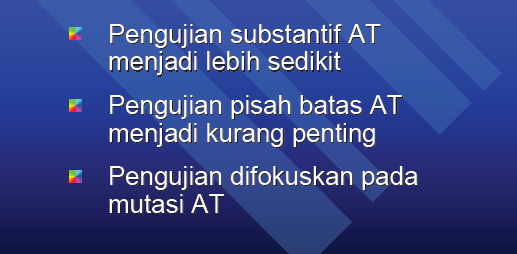 Pengujian substantif AT
menjadi lebih sedikit
Pengujian pisah batas AT
menjadi kurang penting
Pengujian difokuskan pada
mutasi AT